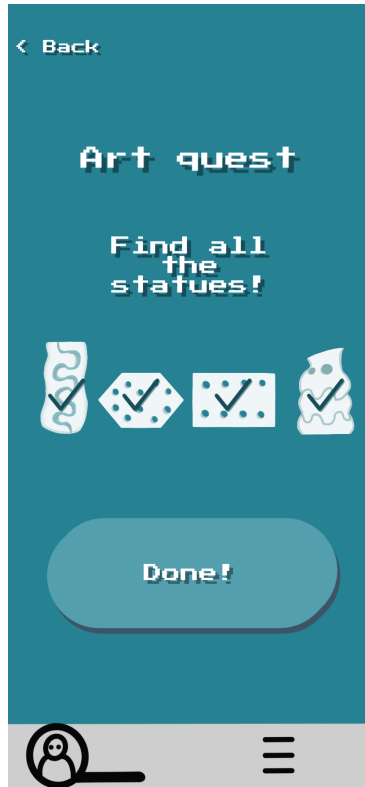 < Back
Art quest
Find all
the
statues!
Done!